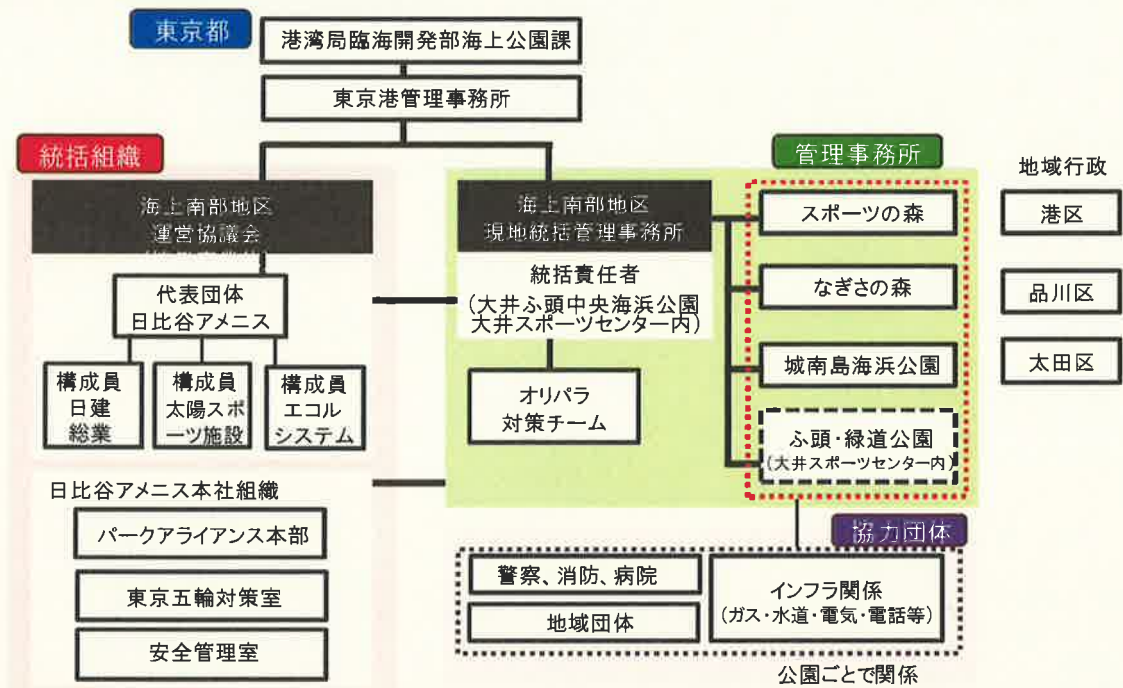 東京都
港湾局臨海開発部海上公園課
東京港管理事務所
統括組織
海上南部地区
運営協議会
代表団体
日比谷アメニス
構成員
日建
総業
構成員
太陽スポ
ーツ施設
構成員
エコル
システム
日比谷アメニス本社組織
パークアライアンス本部
東京五輪対策室
安全管理室
海上南部地区
現地統括管理事務所
統括責任者
(大井ふ頭中央海浜公園
大井スポーツセンター内)
オリパラ
対策チーム
管理事務所
スポーツの森
なぎさの森
城南島海浜公園
ふ頭・緑道公園
(大井スポーツセンター内)
地域行政
港区
品川区
太田区
協力団体
警察、消防、病院
地域団体
インフラ関係
(ガス・水道・電気・電話等)
公園ごとで関係